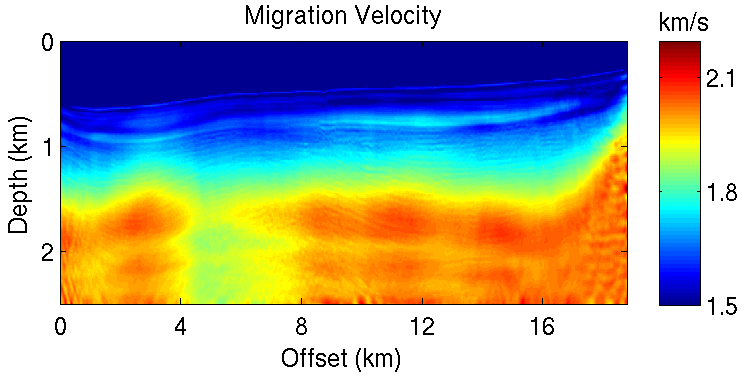 Migration Velocity
km/s
0
1
2
Depth (km)
0 4 8 12 16
Offset (km)
2.1
1.8
1.5